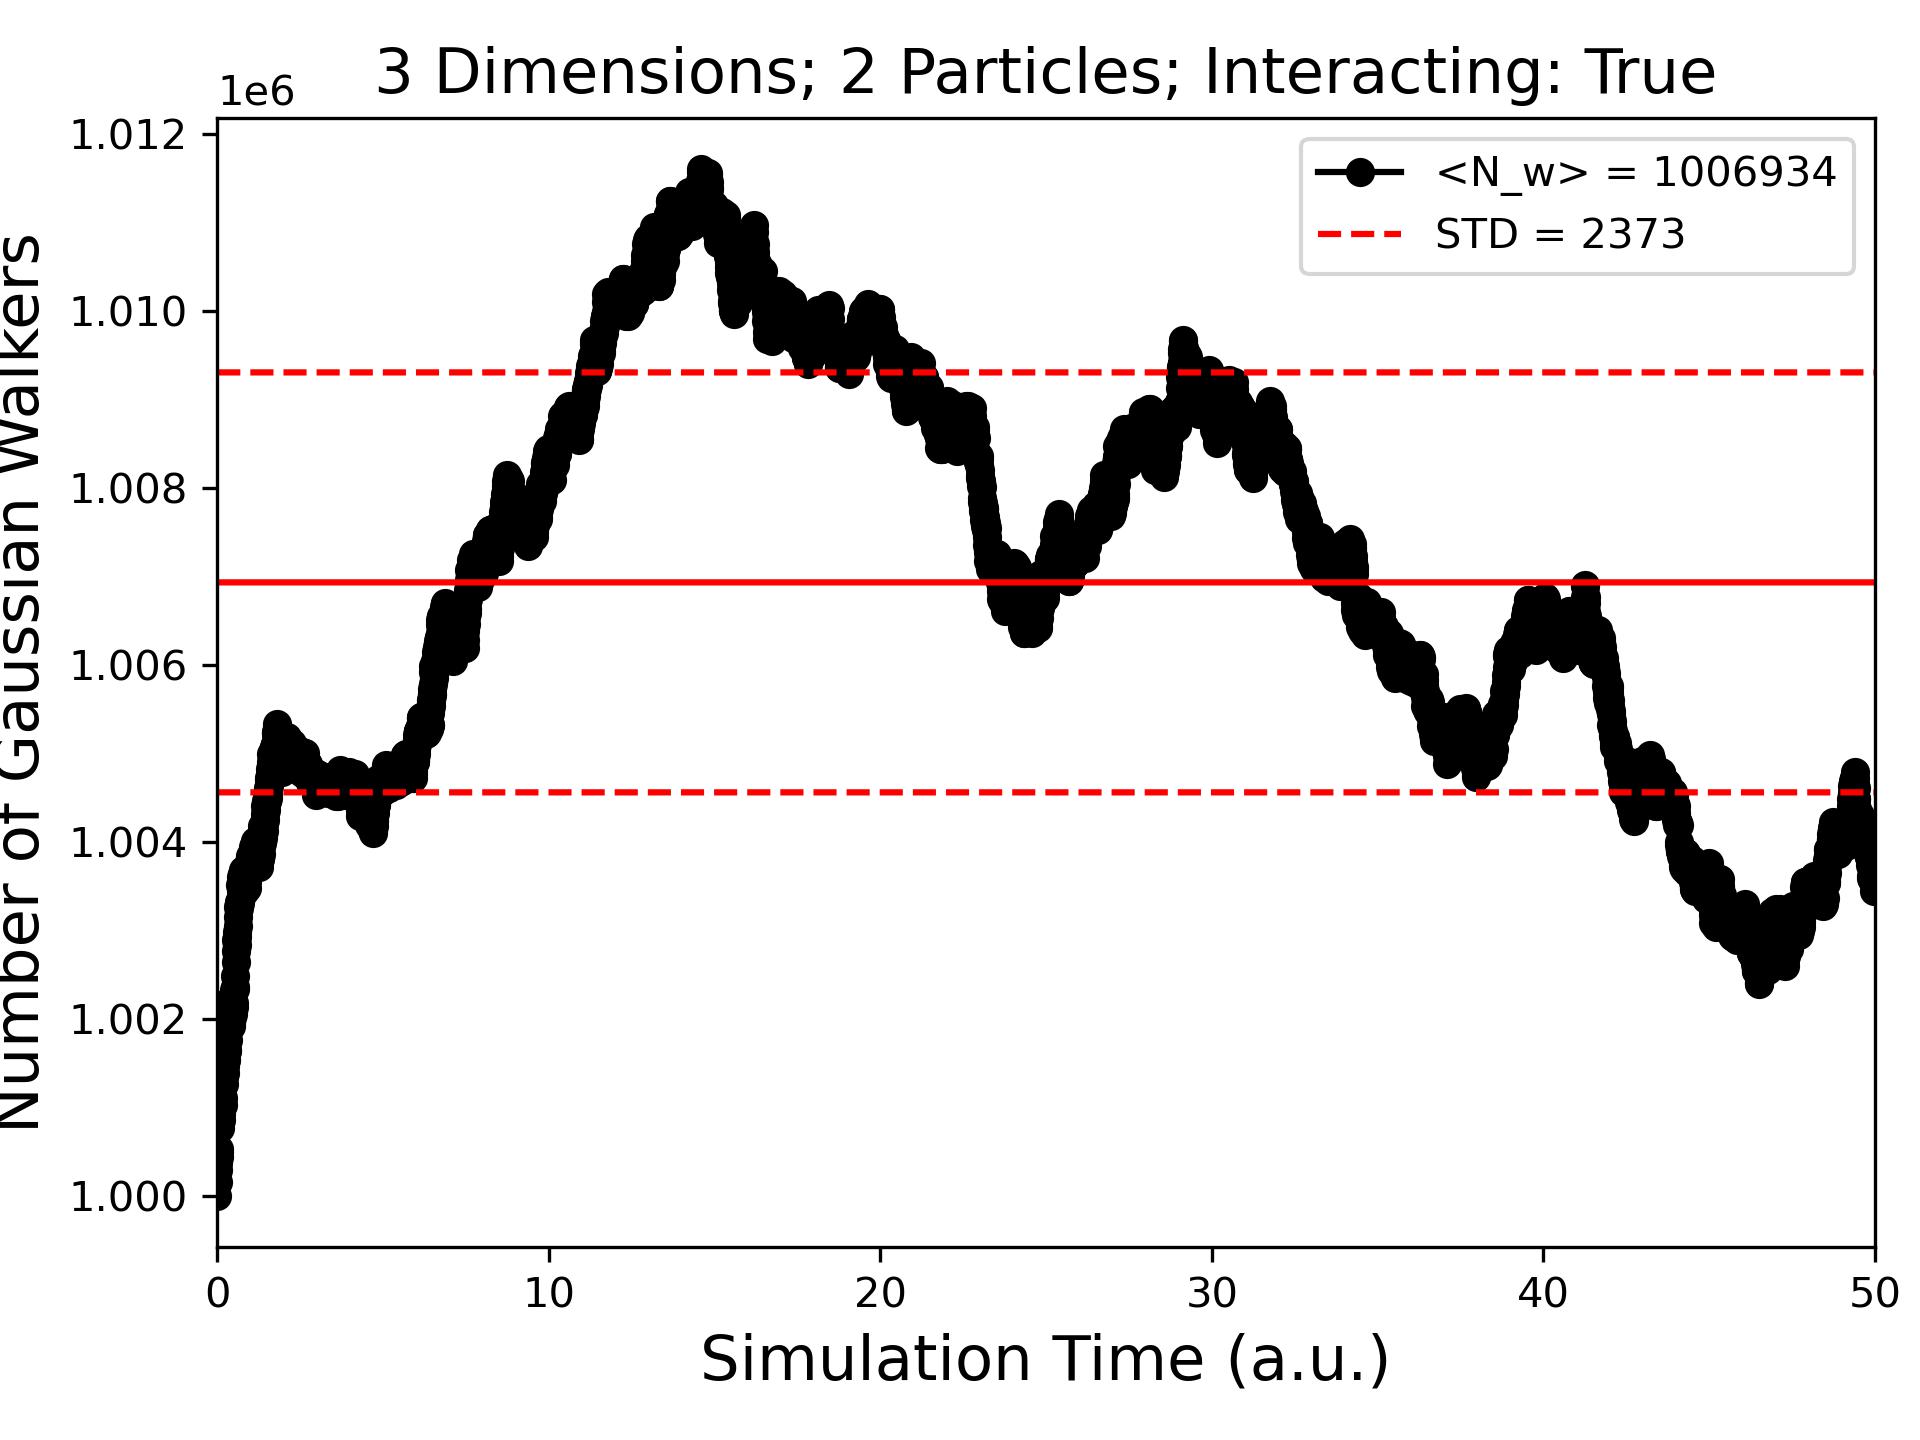 3 Dimensions; 2 Particles; Interacting: True
1e6
<N_w> = 1006934
STD = 2373
Number of Gaussian Walkers
1.012
1.010
1.008
1.006
1.004
1.002
1.000
0 10 20 30 40 50
Simulation Time (a.u.)